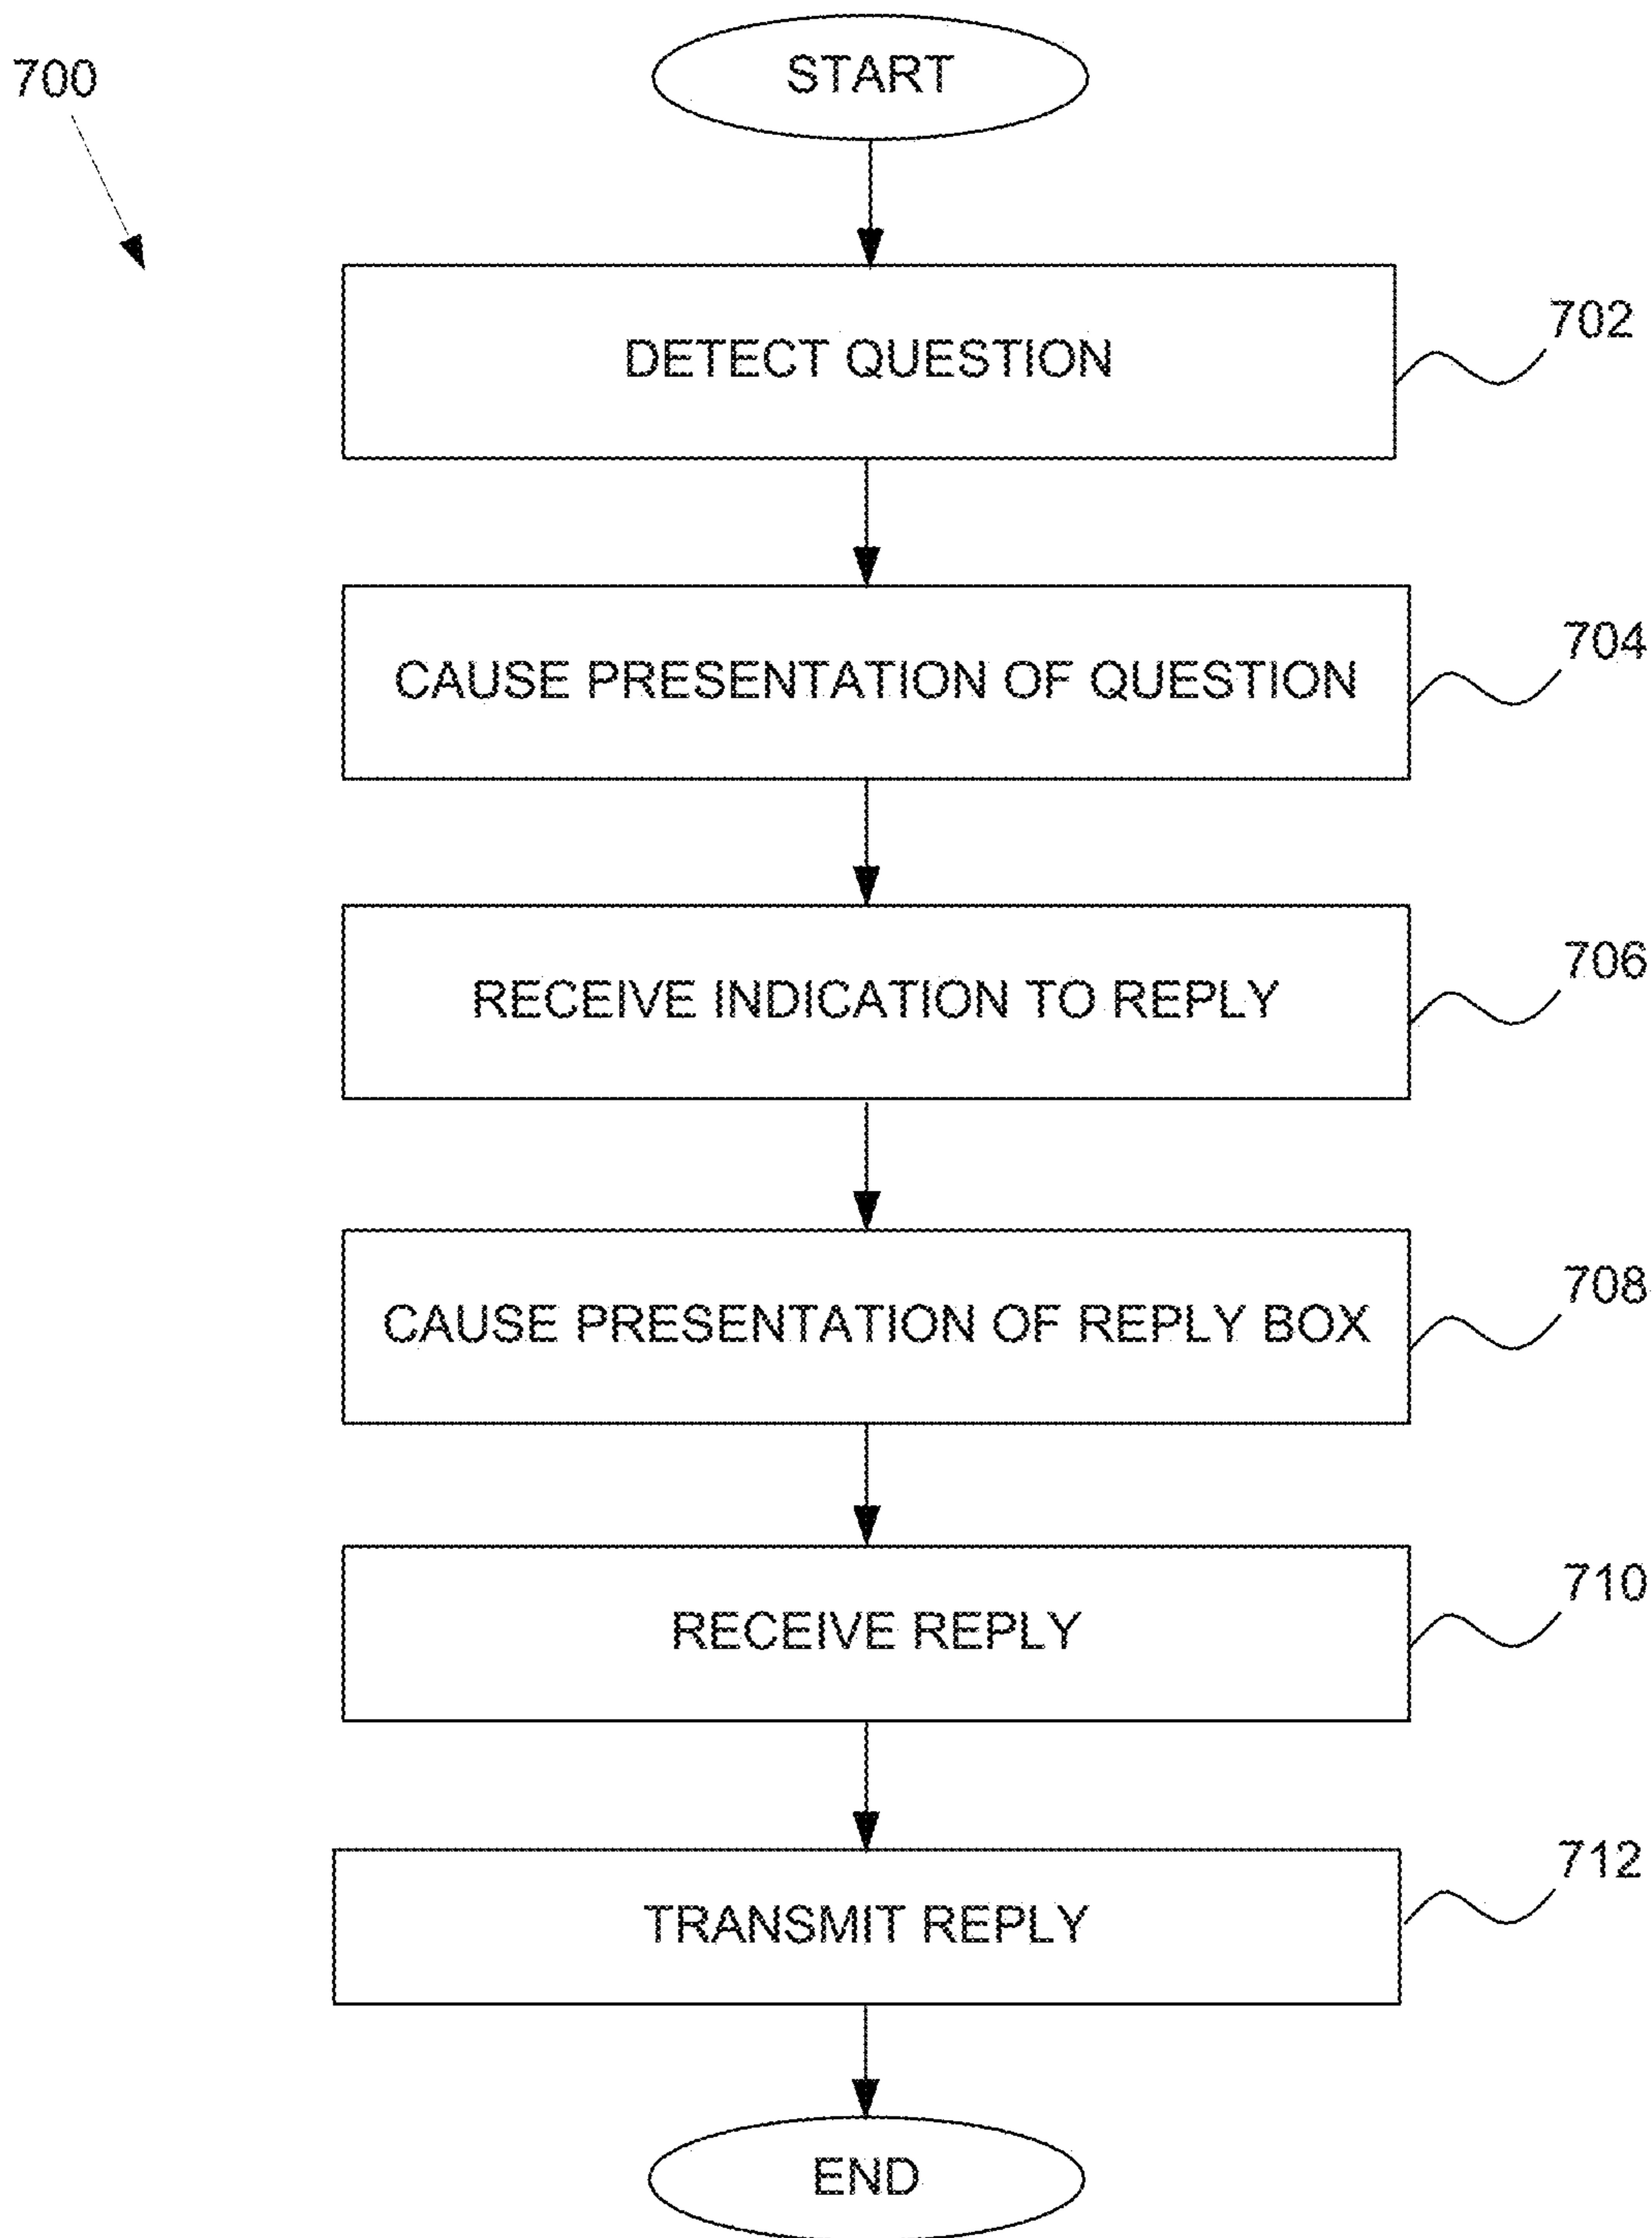 700
START
DETECT QUESTION
702
CAUSE PRESENTATION OF QUESTION
704
RECEIVE INDICATION TO REPLY
706
CAUSE PRESENTATION OF REPLY BOX
708
RECEIVE REPLY
710
TRANSMIT REPLY
712
END